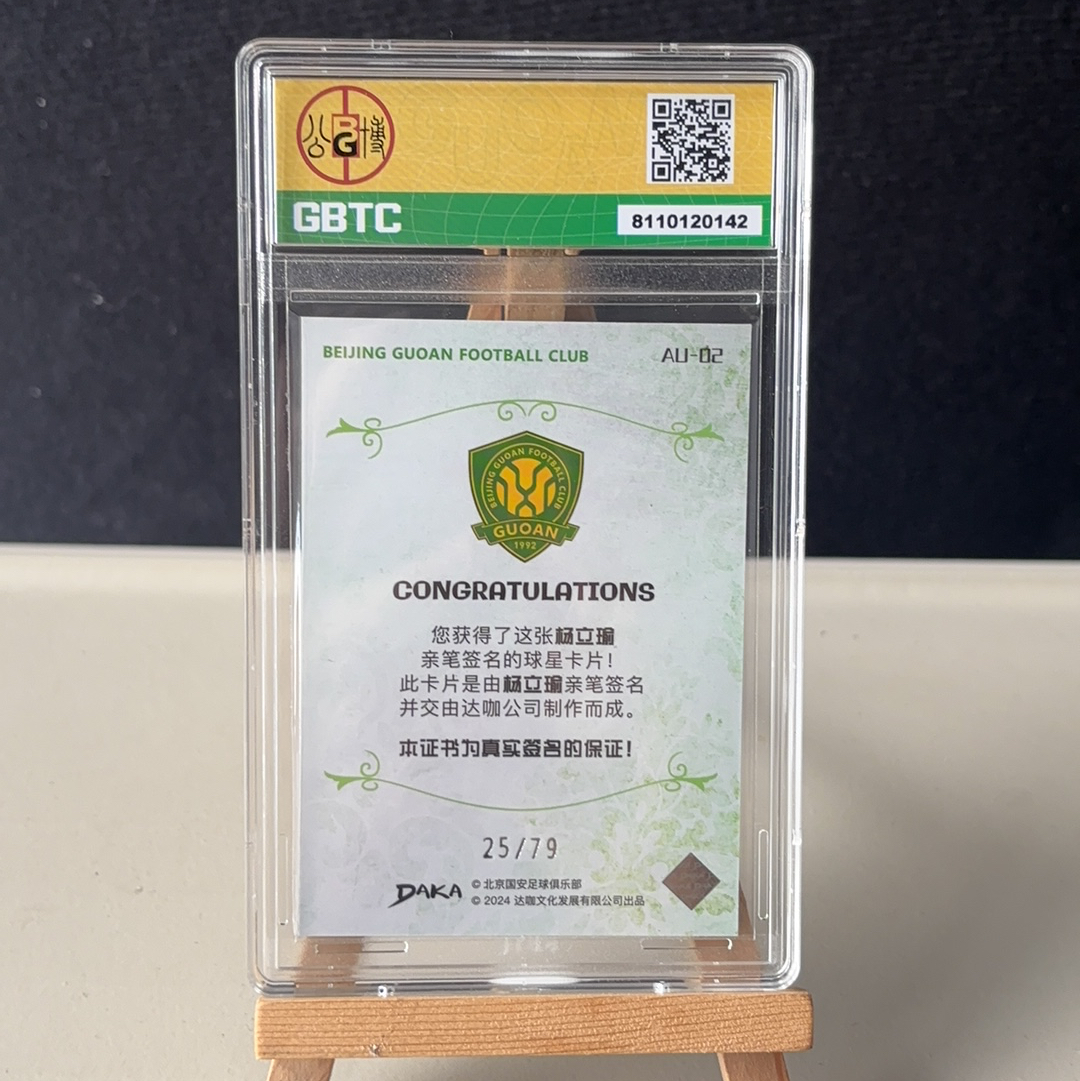 公 BG 博
GBTC
8110120142
BEIJING GUOAN FOOTBALL CLUB
AU-02
BEIJING GUOAN FOOTBALL CLUB
GUOAN
1992
CONGRATULATIONS
您获得了这张杨立瑜
亲笔签名的球星卡片!
此卡片是由杨立瑜亲笔签名
并交由达咖公司制作而成。
本证书为真实签名的保证!
25/79
DAKA
© 北京国安足球俱乐部
© 2024 达咖文化发展有限公司出品